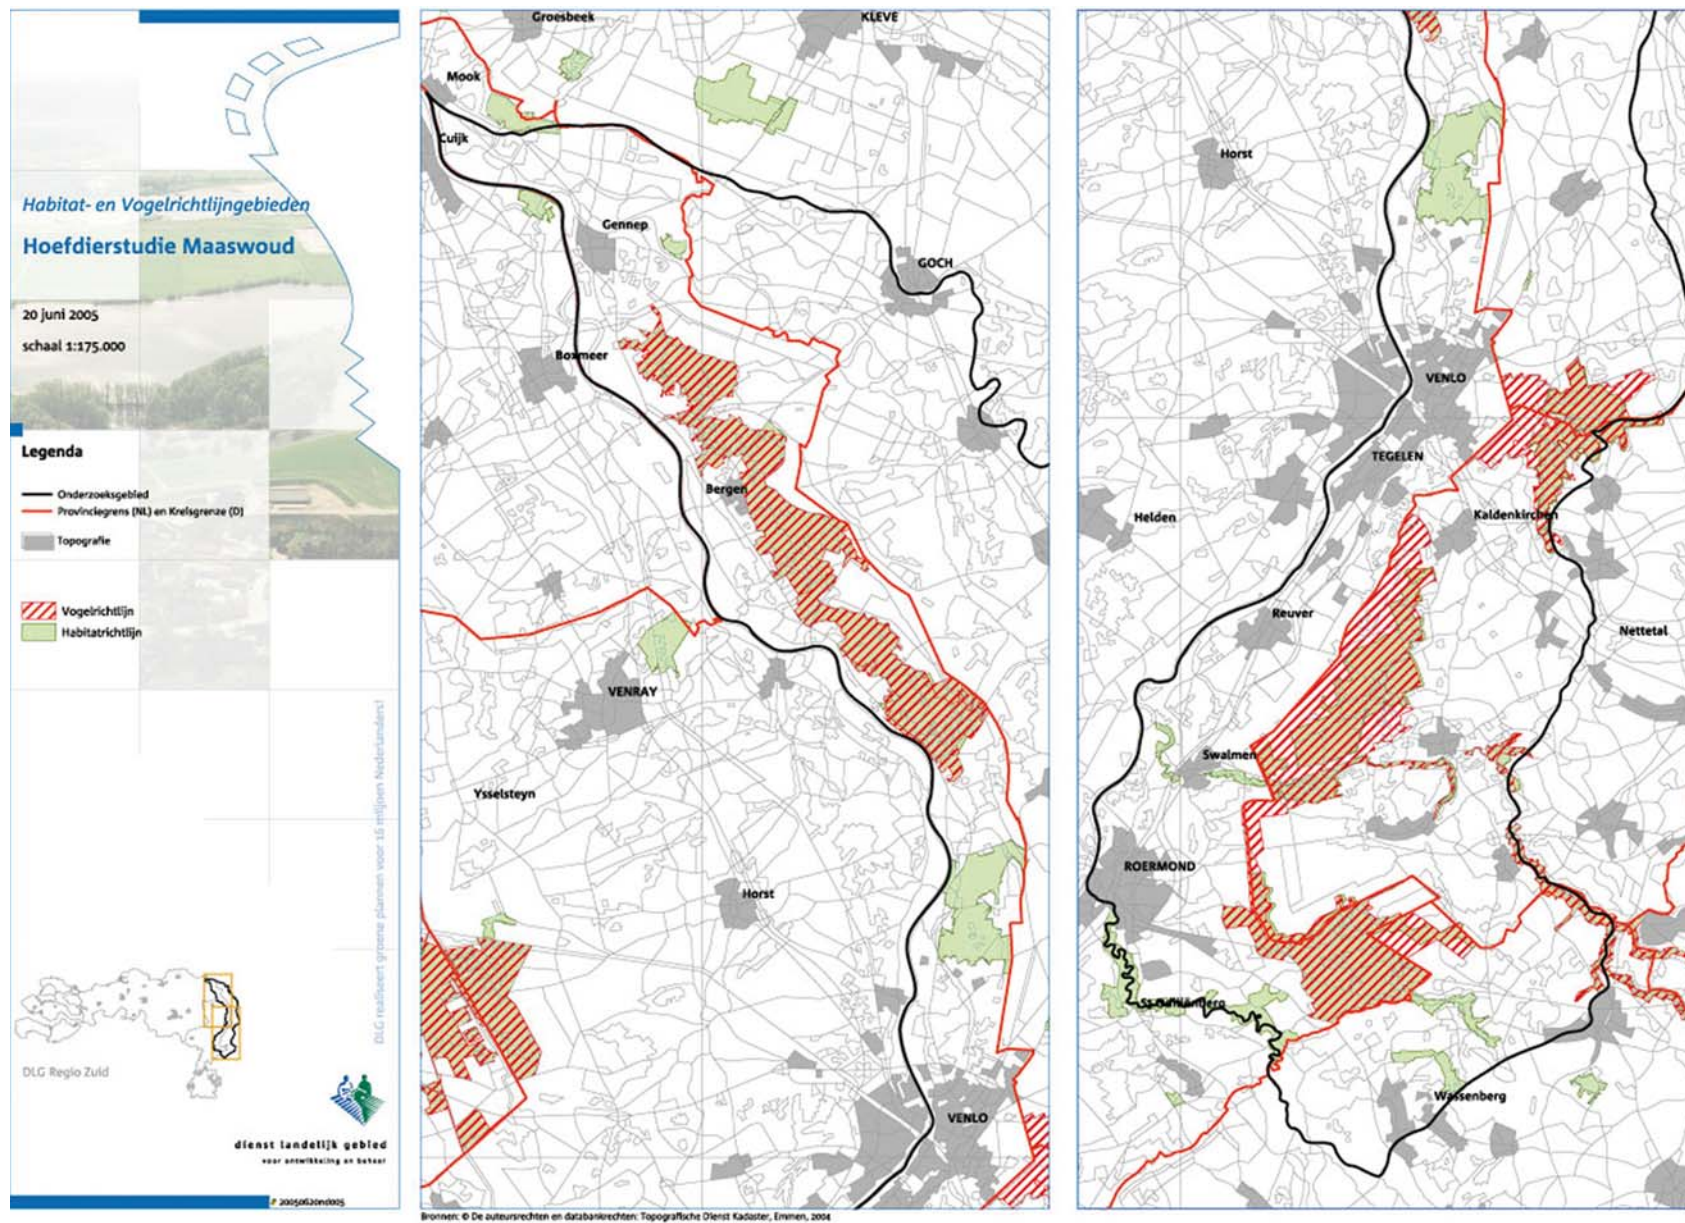 Habitat- en Vogelrichtlijngebieden
Hoefdierstudie Maaswoud
20 juni 2005
schaal 1:175.000
Legenda
Onderzoeksgebied
Provinciegrens (NL) en Kreisgrenze (D)
Topografie
Vogelrichtlijn
Habitatrichtlijn
DLG realiseert groene plannen voor 16 miljoen Nederlanders!
DLG Regio Zuid
dienst landelijk gebied
voor ontwikkeling en beheer
Groesbeek
KLEVE
Mook
Cuijk
Gennep
GOCH
Boxmeer
Bergen
VENRAY
Ysselsteyn
Horst
VENLO
Horst
VENLO
TEGELEN
Helden
Kaldenkirchen
Reuver
Nettetal
Swalmen
ROERMOND
Wassenberg
Bronnen: © De auteursrechten en databankrechten: Topografische Dienst Kadaster, Emmen, 2004